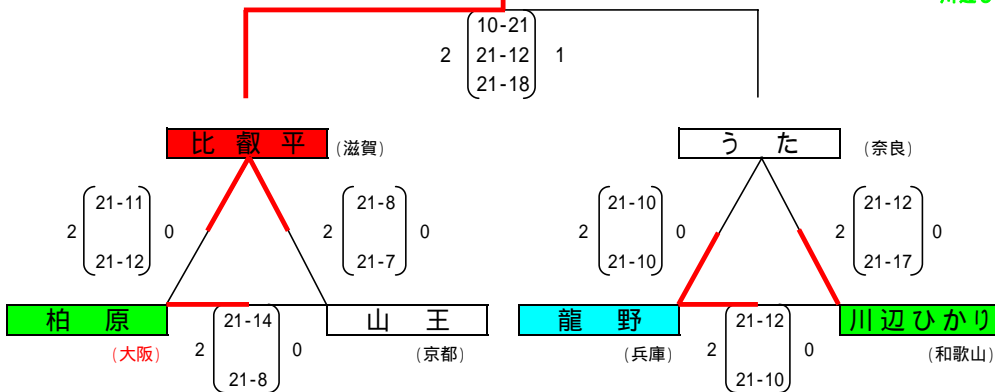 10-21
2 21-12 1
21-18
比 叡 平 (滋賀)
う た (奈良)
21-11
2 0
21-12
21-8
2 0
21-7
21-10
2 0
21-10
21-12
2 0
21-17
柏 原
21-14
山 王
龍 野
21-12
川辺ひかり
(大阪)
2 0
(京都)
(兵庫)
2 0
(和歌山)
21-8
21-10